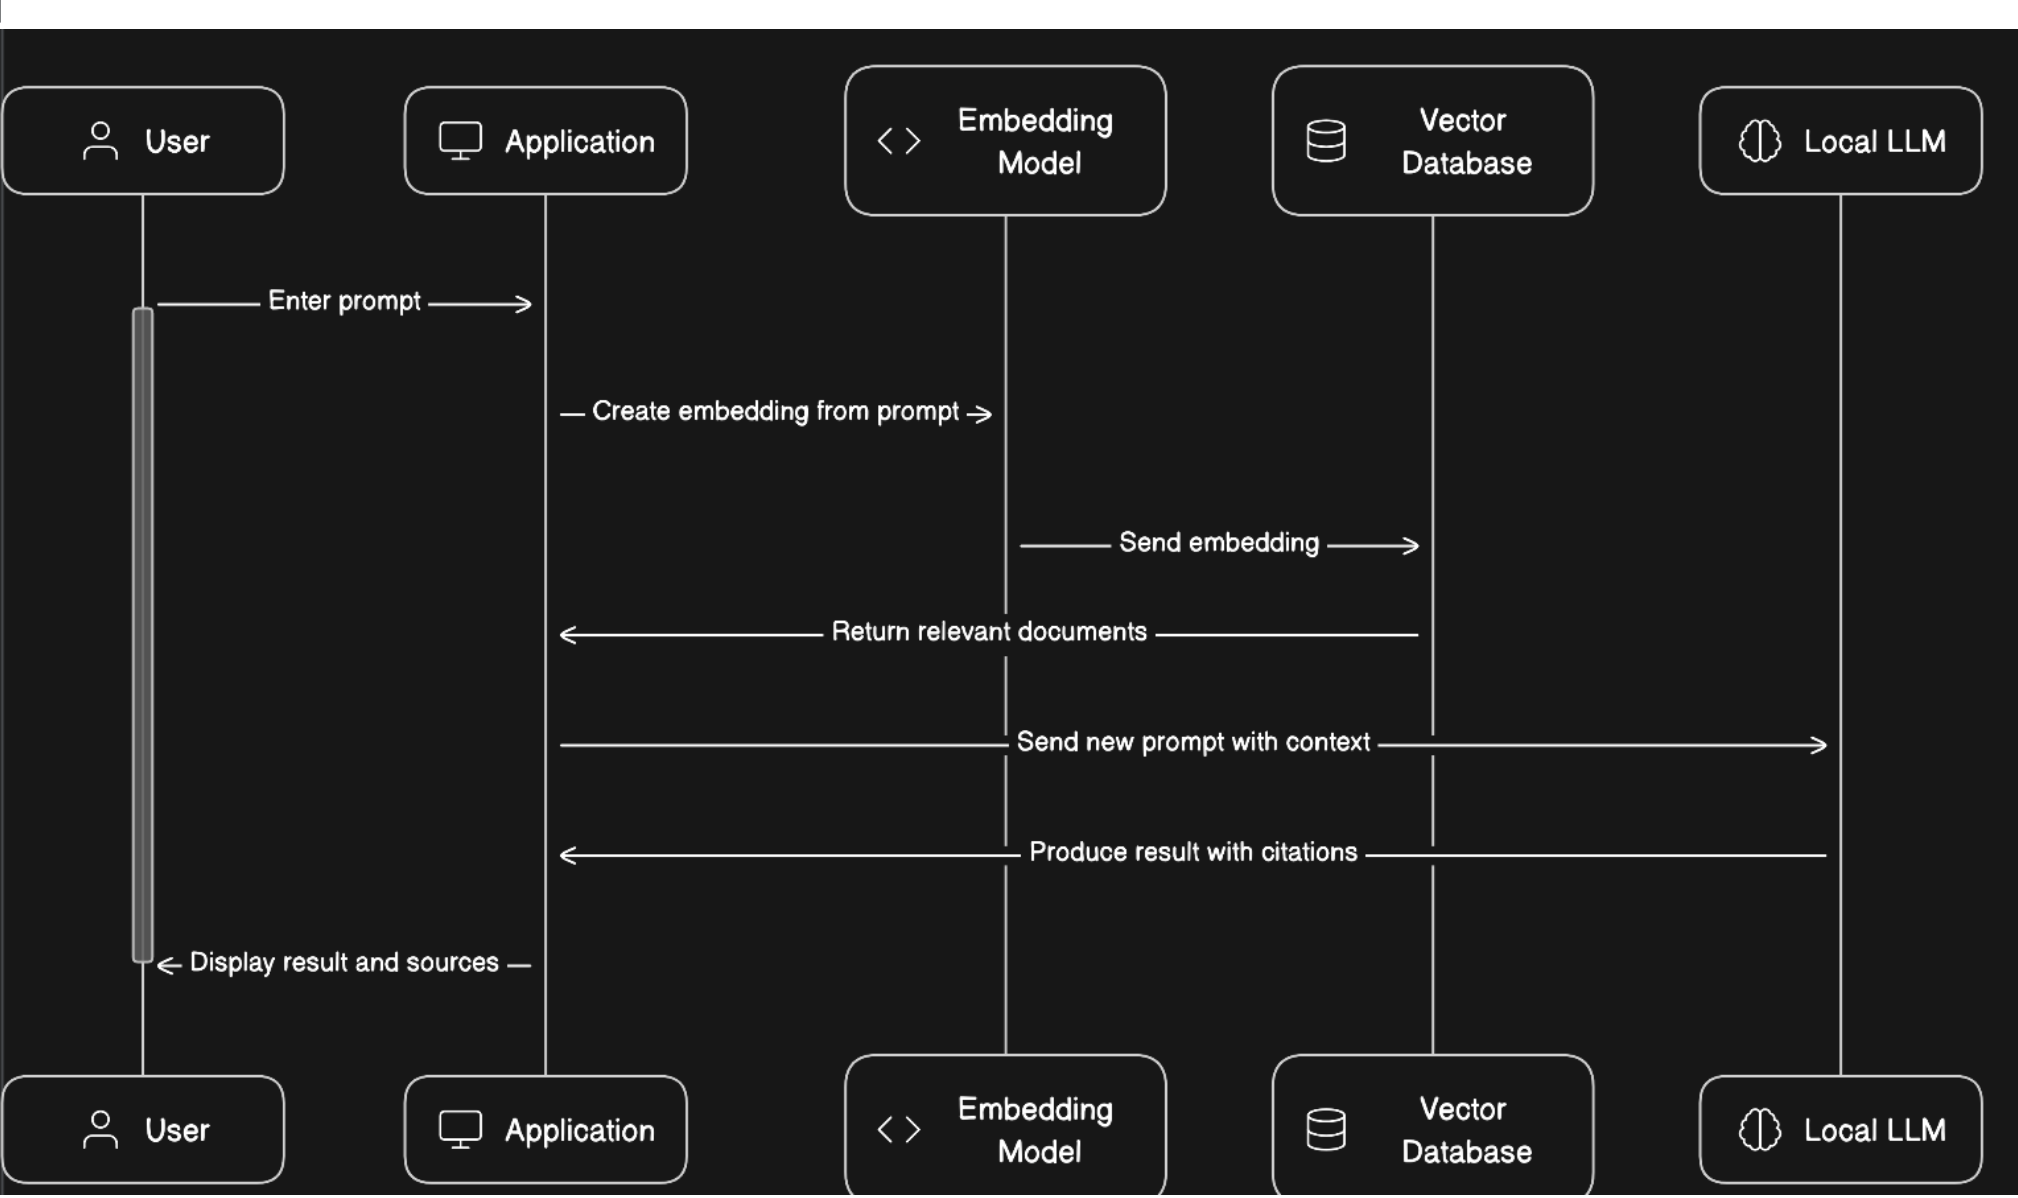 User
Application
Embedding
Model
Vector
Database
Local LLM
Enter prompt
Create embedding from prompt
Send embedding
Return relevant documents
Send new prompt with context
Produce result with citations
Display result and sources
User
Application
Embedding
Model
Vector
Database
Local LLM